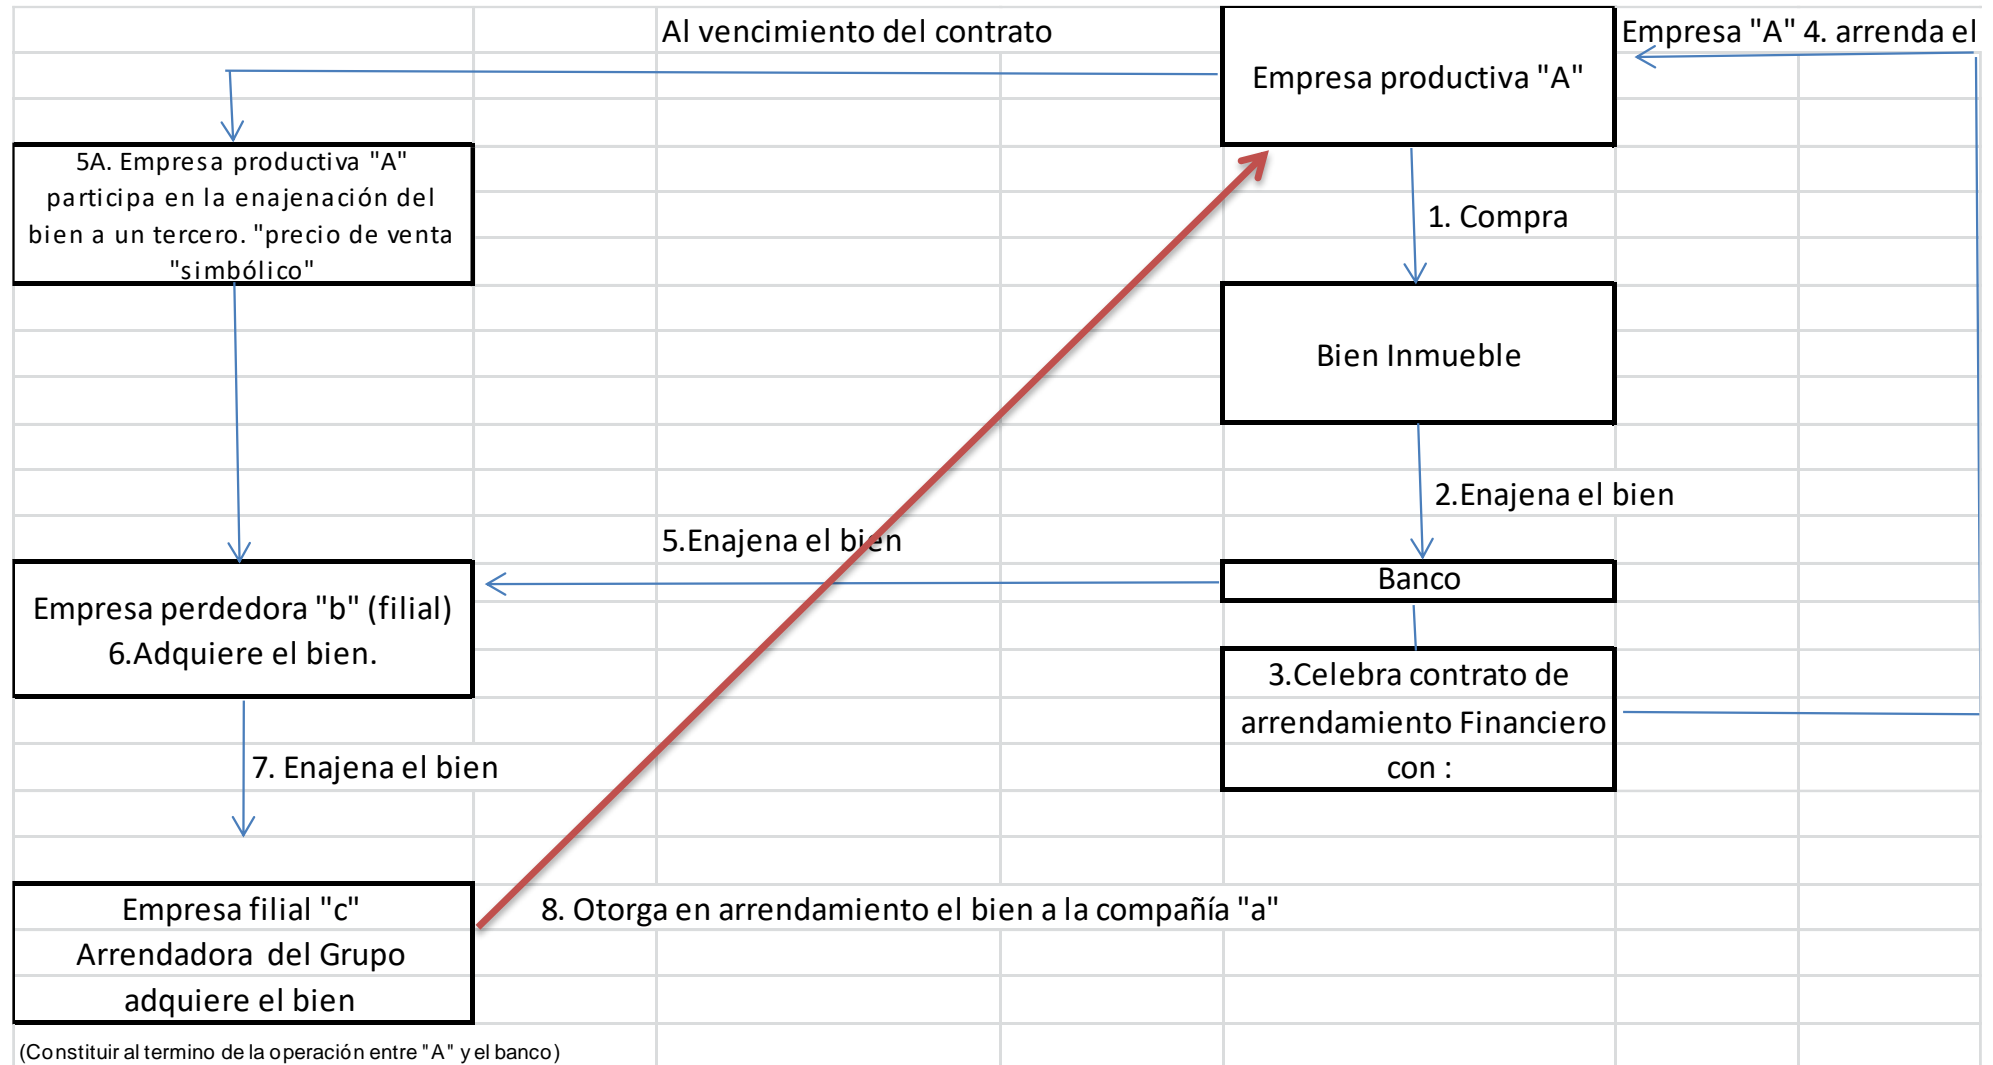 Al vencimiento del contrato
Empresa productiva "A"
Empresa "A" 4. arrenda el
5A. Empresa productiva "A"
participa en la enajenación del
bien a un tercero. "precio de venta
"simbólico"
1. Compra
Bien Inmueble
2.Enajena el bien
5.Enajena el bien
Banco
Empresa perdedora "b" (filial)
6.Adquiere el bien.
3.Celebra contrato de
arrendamiento Financiero
con :
7. Enajena el bien
Empresa filial "c"
Arrendadora del Grupo
adquiere el bien
8. Otorga en arrendamiento el bien a la compañía "a"
(Constituir al termino de la operación entre "A" y el banco)